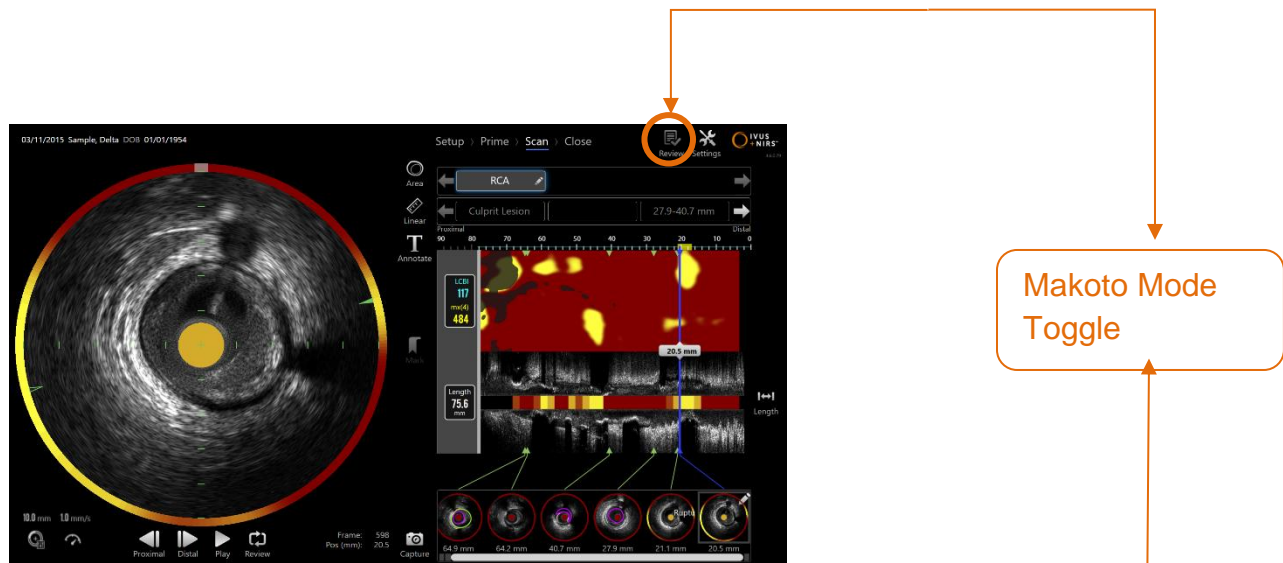 03/11/2015 Sample, Delta DOB 01/01/1954
Setup > Prime > Scan > Close
Review
Settings
IVUS
+NIRS™
Area
RCA
Linear
Culprit Lesion
27.9-40.7 mm
Proximal
Distal
90 80 70 60 50 40 30 20 10 0
T
Annotate
LCBI
117
mx(4)
484
20.5 mm
Mark
Length
75.6
mm
Length
Makoto Mode
Toggle
Ruptu
64.9 mm 64.2 mm 40.7 mm 27.9 mm 21.1 mm 20.5 mm
10.0 mm 1.0 mm/s
Proximal Distal Play Review
Frame: 598
Pos (mm): 20.5
Capture